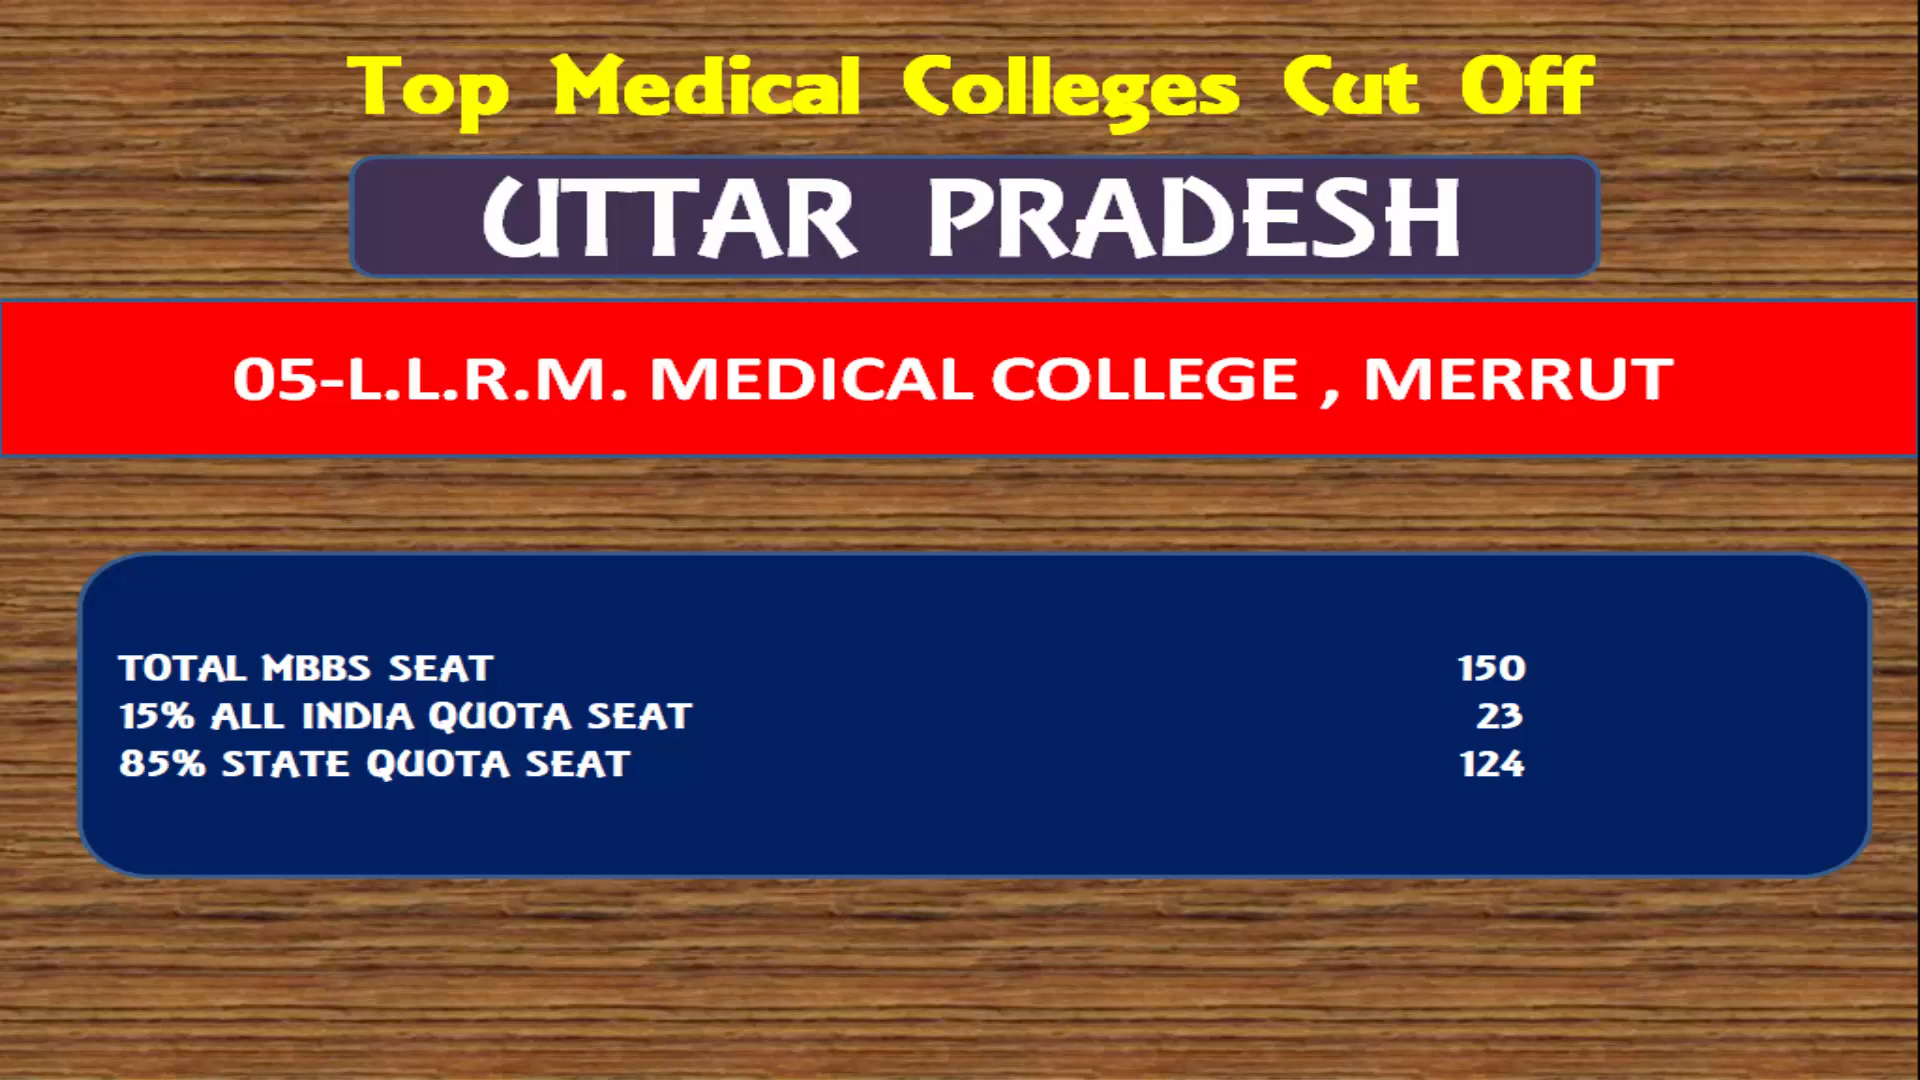 Top Medical Colleges Cut Off
UTTAR PRADESH
05-L.L.R.M. MEDICAL COLLEGE , MERRUT
TOTAL MBBS SEAT 150
15% ALL INDIA QUOTA SEAT 23
85% STATE QUOTA SEAT 124